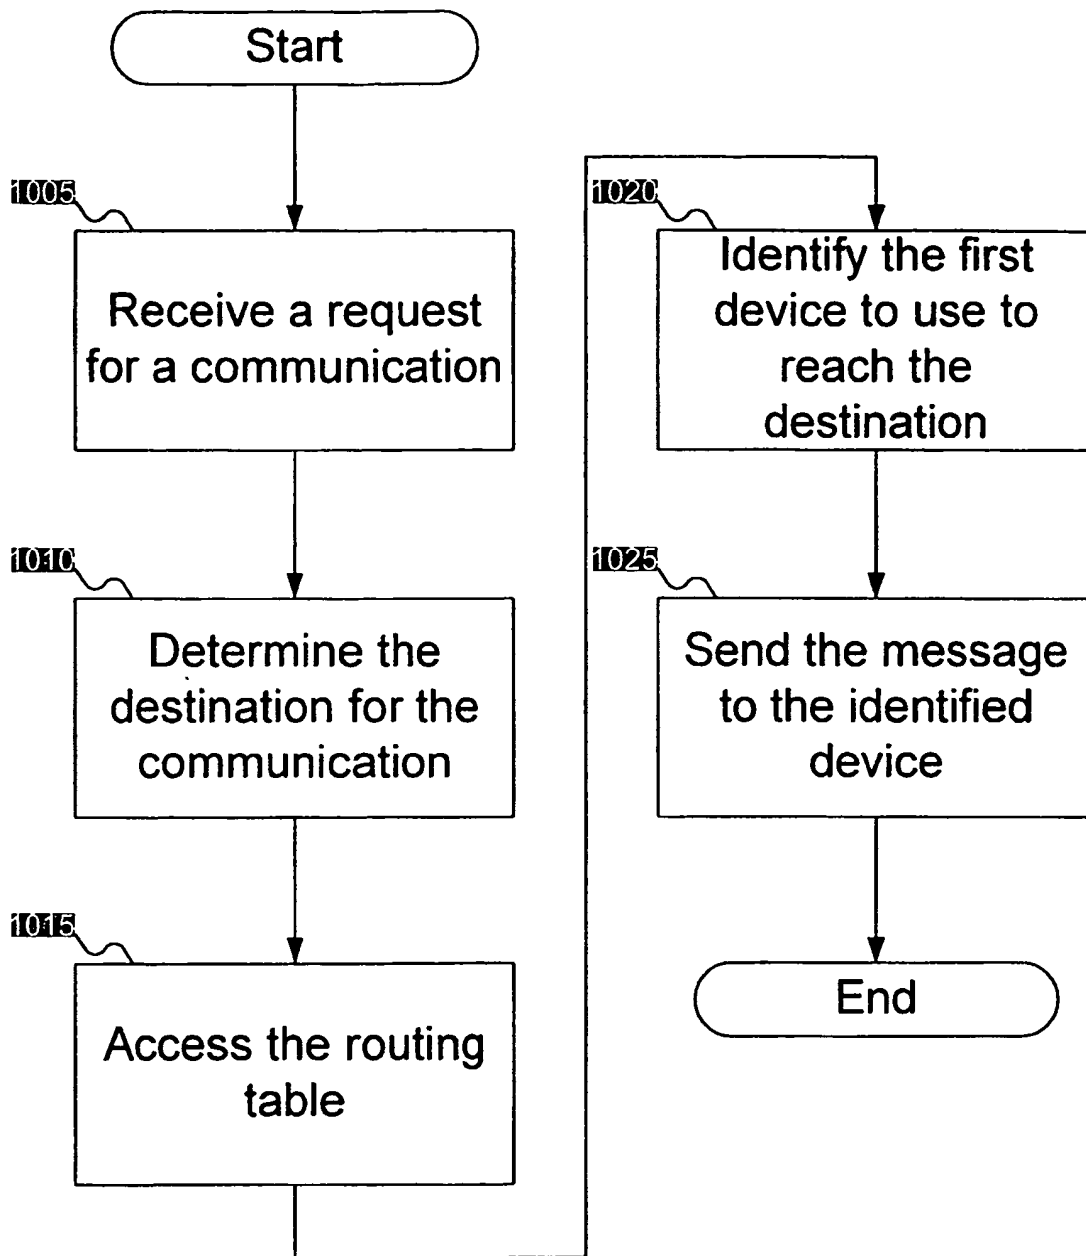 Start
1005
Receive a request
for a communication
1010
Determine the
destination for the
communication
1015
Access the routing
table
1020
Identify the first
device to use to
reach the
destination
1025
Send the message
to the identified
device
End